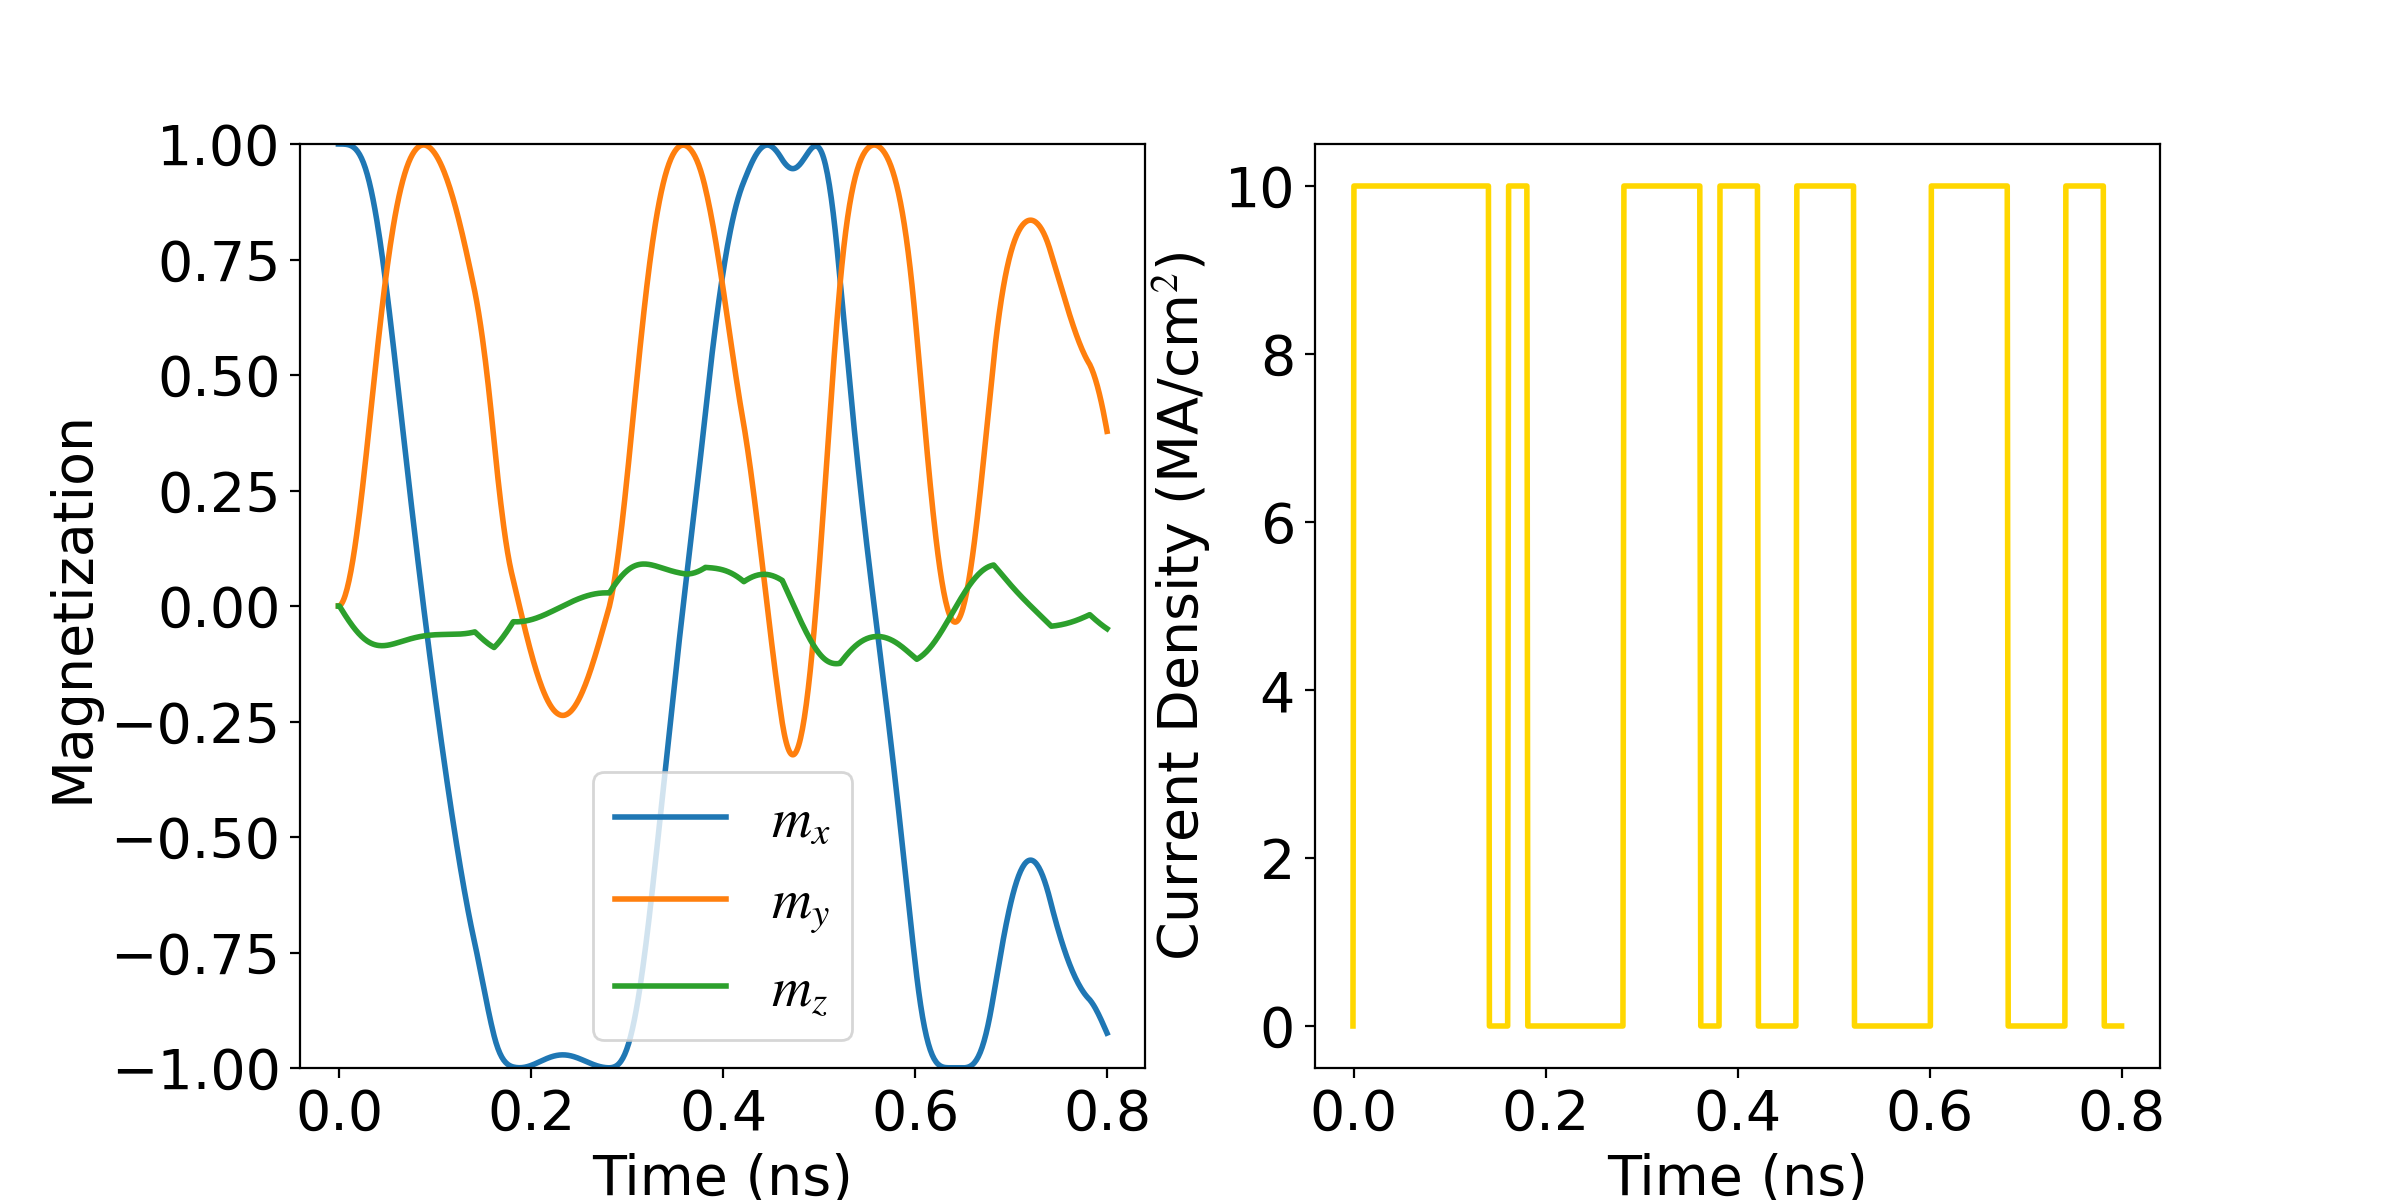 Magnetization
1.00
0.75
0.50
0.25
0.00
−0.25
−0.50
−0.75
−1.00
0.0 0.2 0.4 0.6 0.8
Time (ns)
m_x
m_y
m_z
Current Density (MA/cm²)
10
8
6
4
2
0
0.0 0.2 0.4 0.6 0.8
Time (ns)